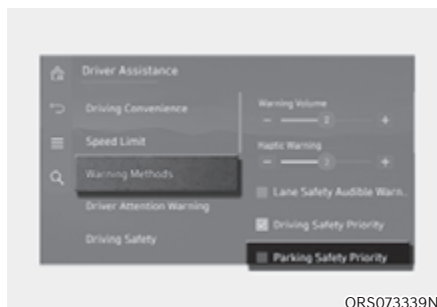 Driver Assistance
Driving Convenience
Speed Limit
Warning Methods
Driver Attention Warning
Driving Safety
Warning Volume
− 2 +
Haptic Warning
− 2 +
Lane Safety Audible Warn..
Driving Safety Priority
Parking Safety Priority
ORS073339N